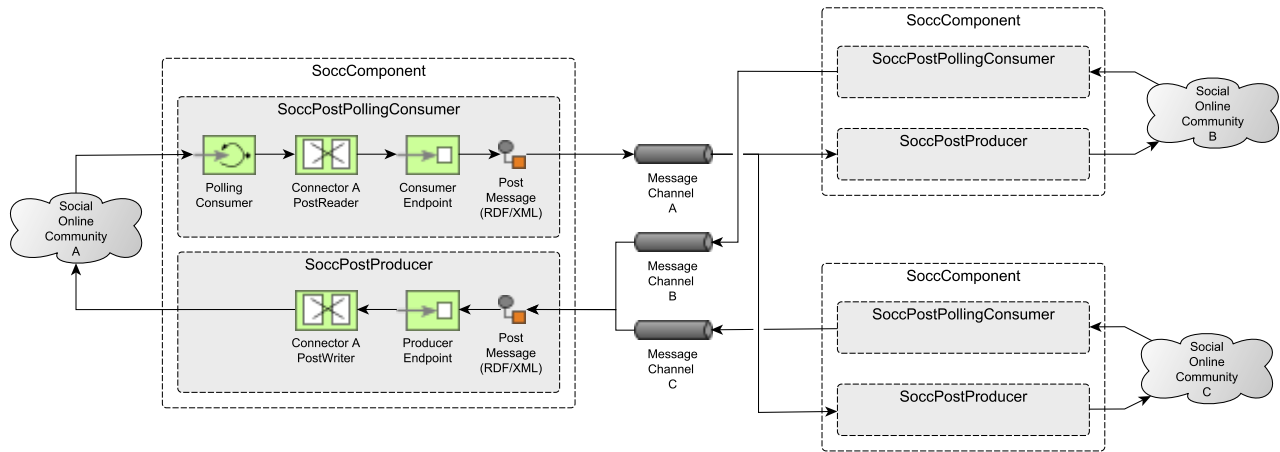 SoccComponent
SoccPostPollingConsumer
Polling
Consumer
Connector A
PostReader
Consumer
Endpoint
Post
Message
(RDF/XML)
Social
Online
Community
A
SoccPostProducer
Connector A
PostWriter
Producer
Endpoint
Post
Message
(RDF/XML)
Message
Channel
A
Message
Channel
B
Message
Channel
C
SoccComponent
SoccPostPollingConsumer
SoccPostProducer
Social
Online
Community
B
SoccComponent
SoccPostPollingConsumer
SoccPostProducer
Social
Online
Community
C